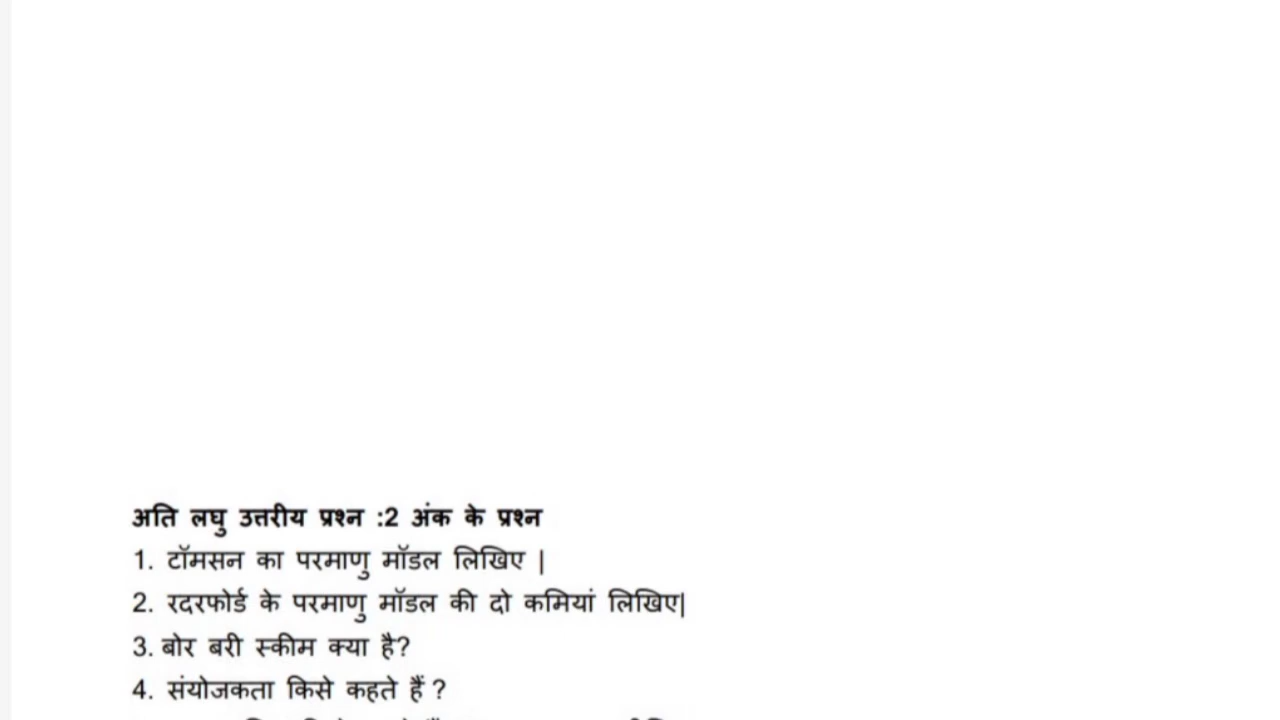 अति लघु उत्तरीय प्रश्न :2 अंक के प्रश्न
1. टॉमसन का परमाणु मॉडल लिखिए |
2. रदरफोर्ड के परमाणु मॉडल की दो कमियां लिखिए|
3. बोर बरी स्कीम क्या है?
4. संयोजकता किसे कहते हैं ?